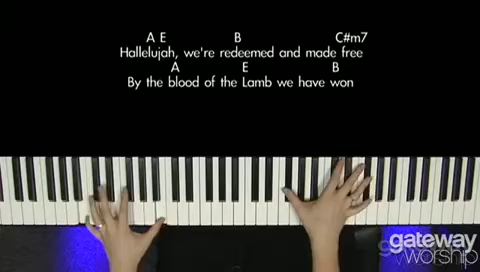 A E B C#m7
Hallelujah, we're redeemed and made free
A E B
By the blood of the Lamb we have won
gateway
worship